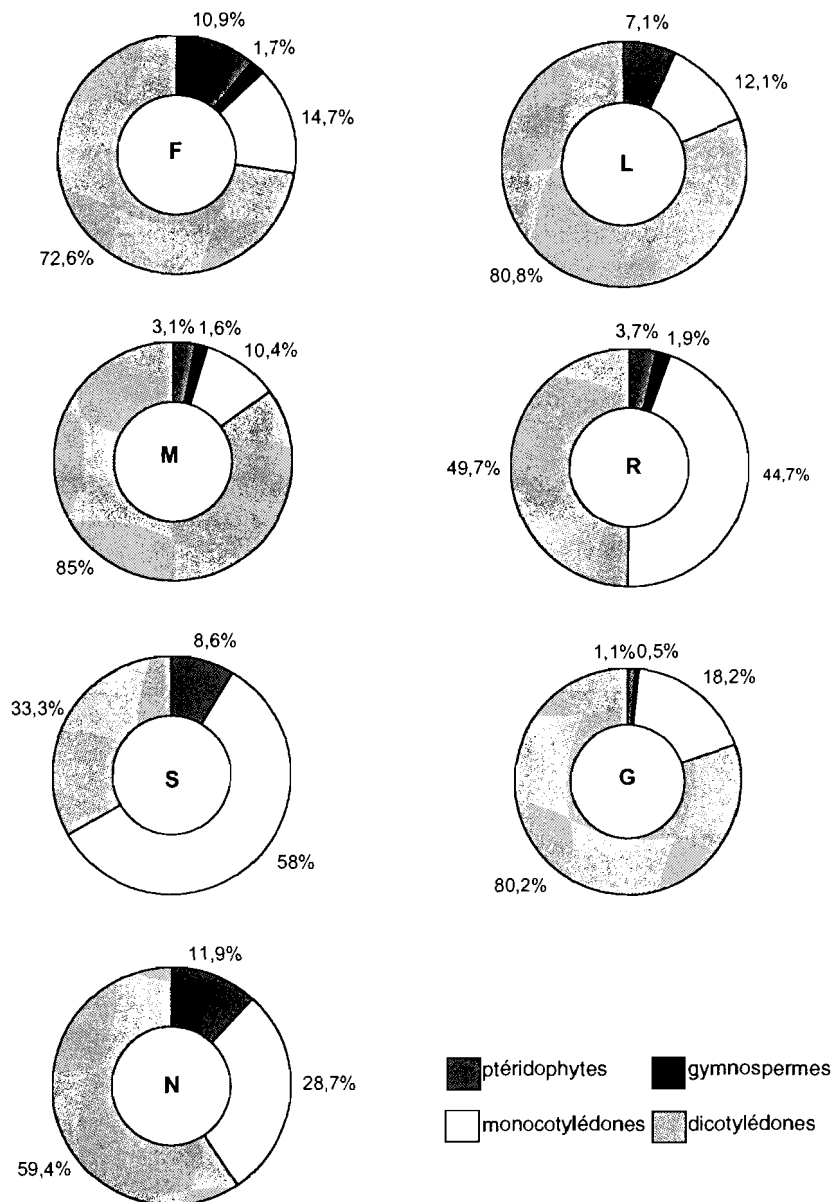 10,9%
1,7%
14,7%
F
72,6%
7,1%
12,1%
L
80,8%
3,1% 1,6%
10,4%
M
85%
3,7%
1,9%
49,7%
R
44,7%
8,6%
33,3%
S
58%
1,1% 0,5%
18,2%
G
80,2%
11,9%
N
28,7%
59,4%
ptéridophytes
gymnospermes
monocotylédones
dicotylédones